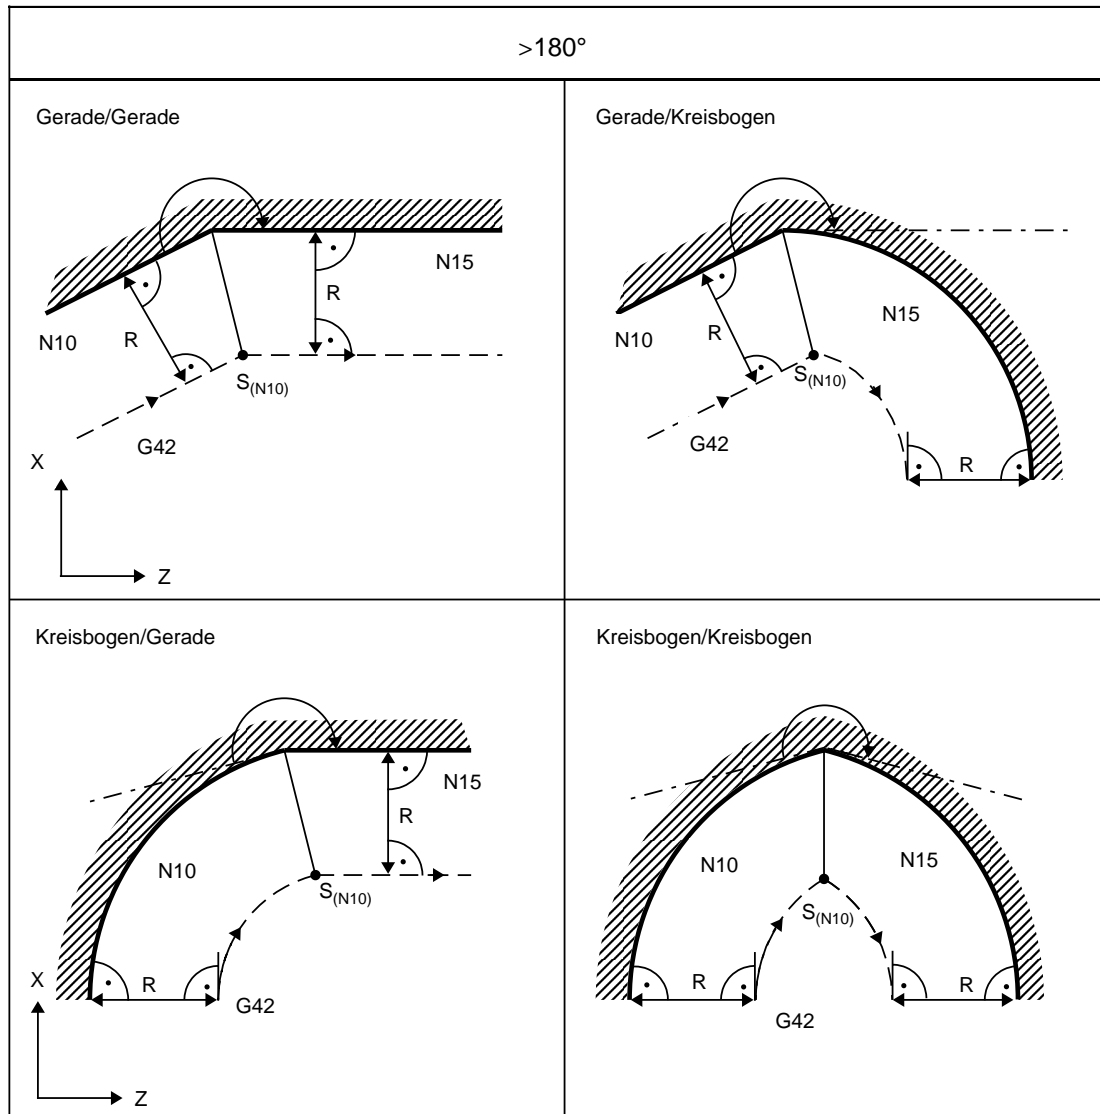 >180°
Gerade/Gerade
N15
R
N10
R
S(N10)
G42
X
Z
Gerade/Kreisbogen
N15
N10
R
S(N10)
G42
R
Kreisbogen/Gerade
N15
R
N10
S(N10)
X
R
G42
Z
Kreisbogen/Kreisbogen
N10
N15
S(N10)
R
R
G42